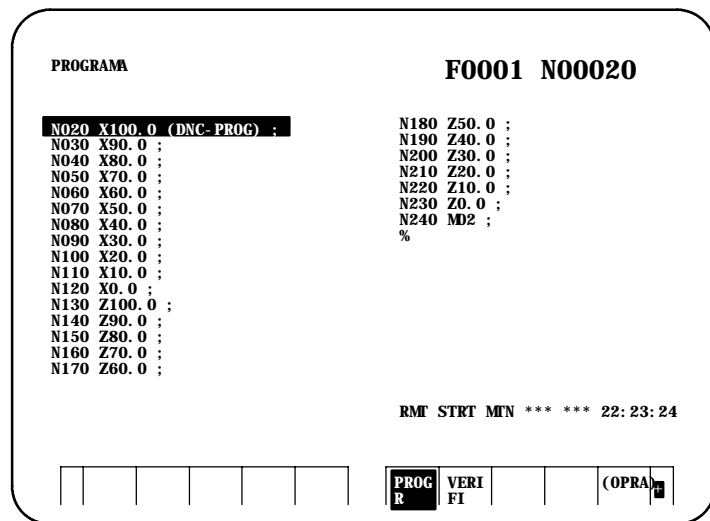 PROGRAMA
F0001 N00020
N020 X100.0 (DNC-PROG) ;
N030 X90.0 ;
N040 X80.0 ;
N050 X70.0 ;
N060 X60.0 ;
N070 X50.0 ;
N080 X40.0 ;
N090 X30.0 ;
N100 X20.0 ;
N110 X10.0 ;
N120 X0.0 ;
N130 Z100.0 ;
N140 Z90.0 ;
N150 Z80.0 ;
N160 Z70.0 ;
N170 Z60.0 ;
N180 Z50.0 ;
N190 Z40.0 ;
N200 Z30.0 ;
N210 Z20.0 ;
N220 Z10.0 ;
N230 Z0.0 ;
N240 M02 ;
%
RMT STRT MTN *** *** 22:23:24
PROG VERI (OPRA) +
R FI